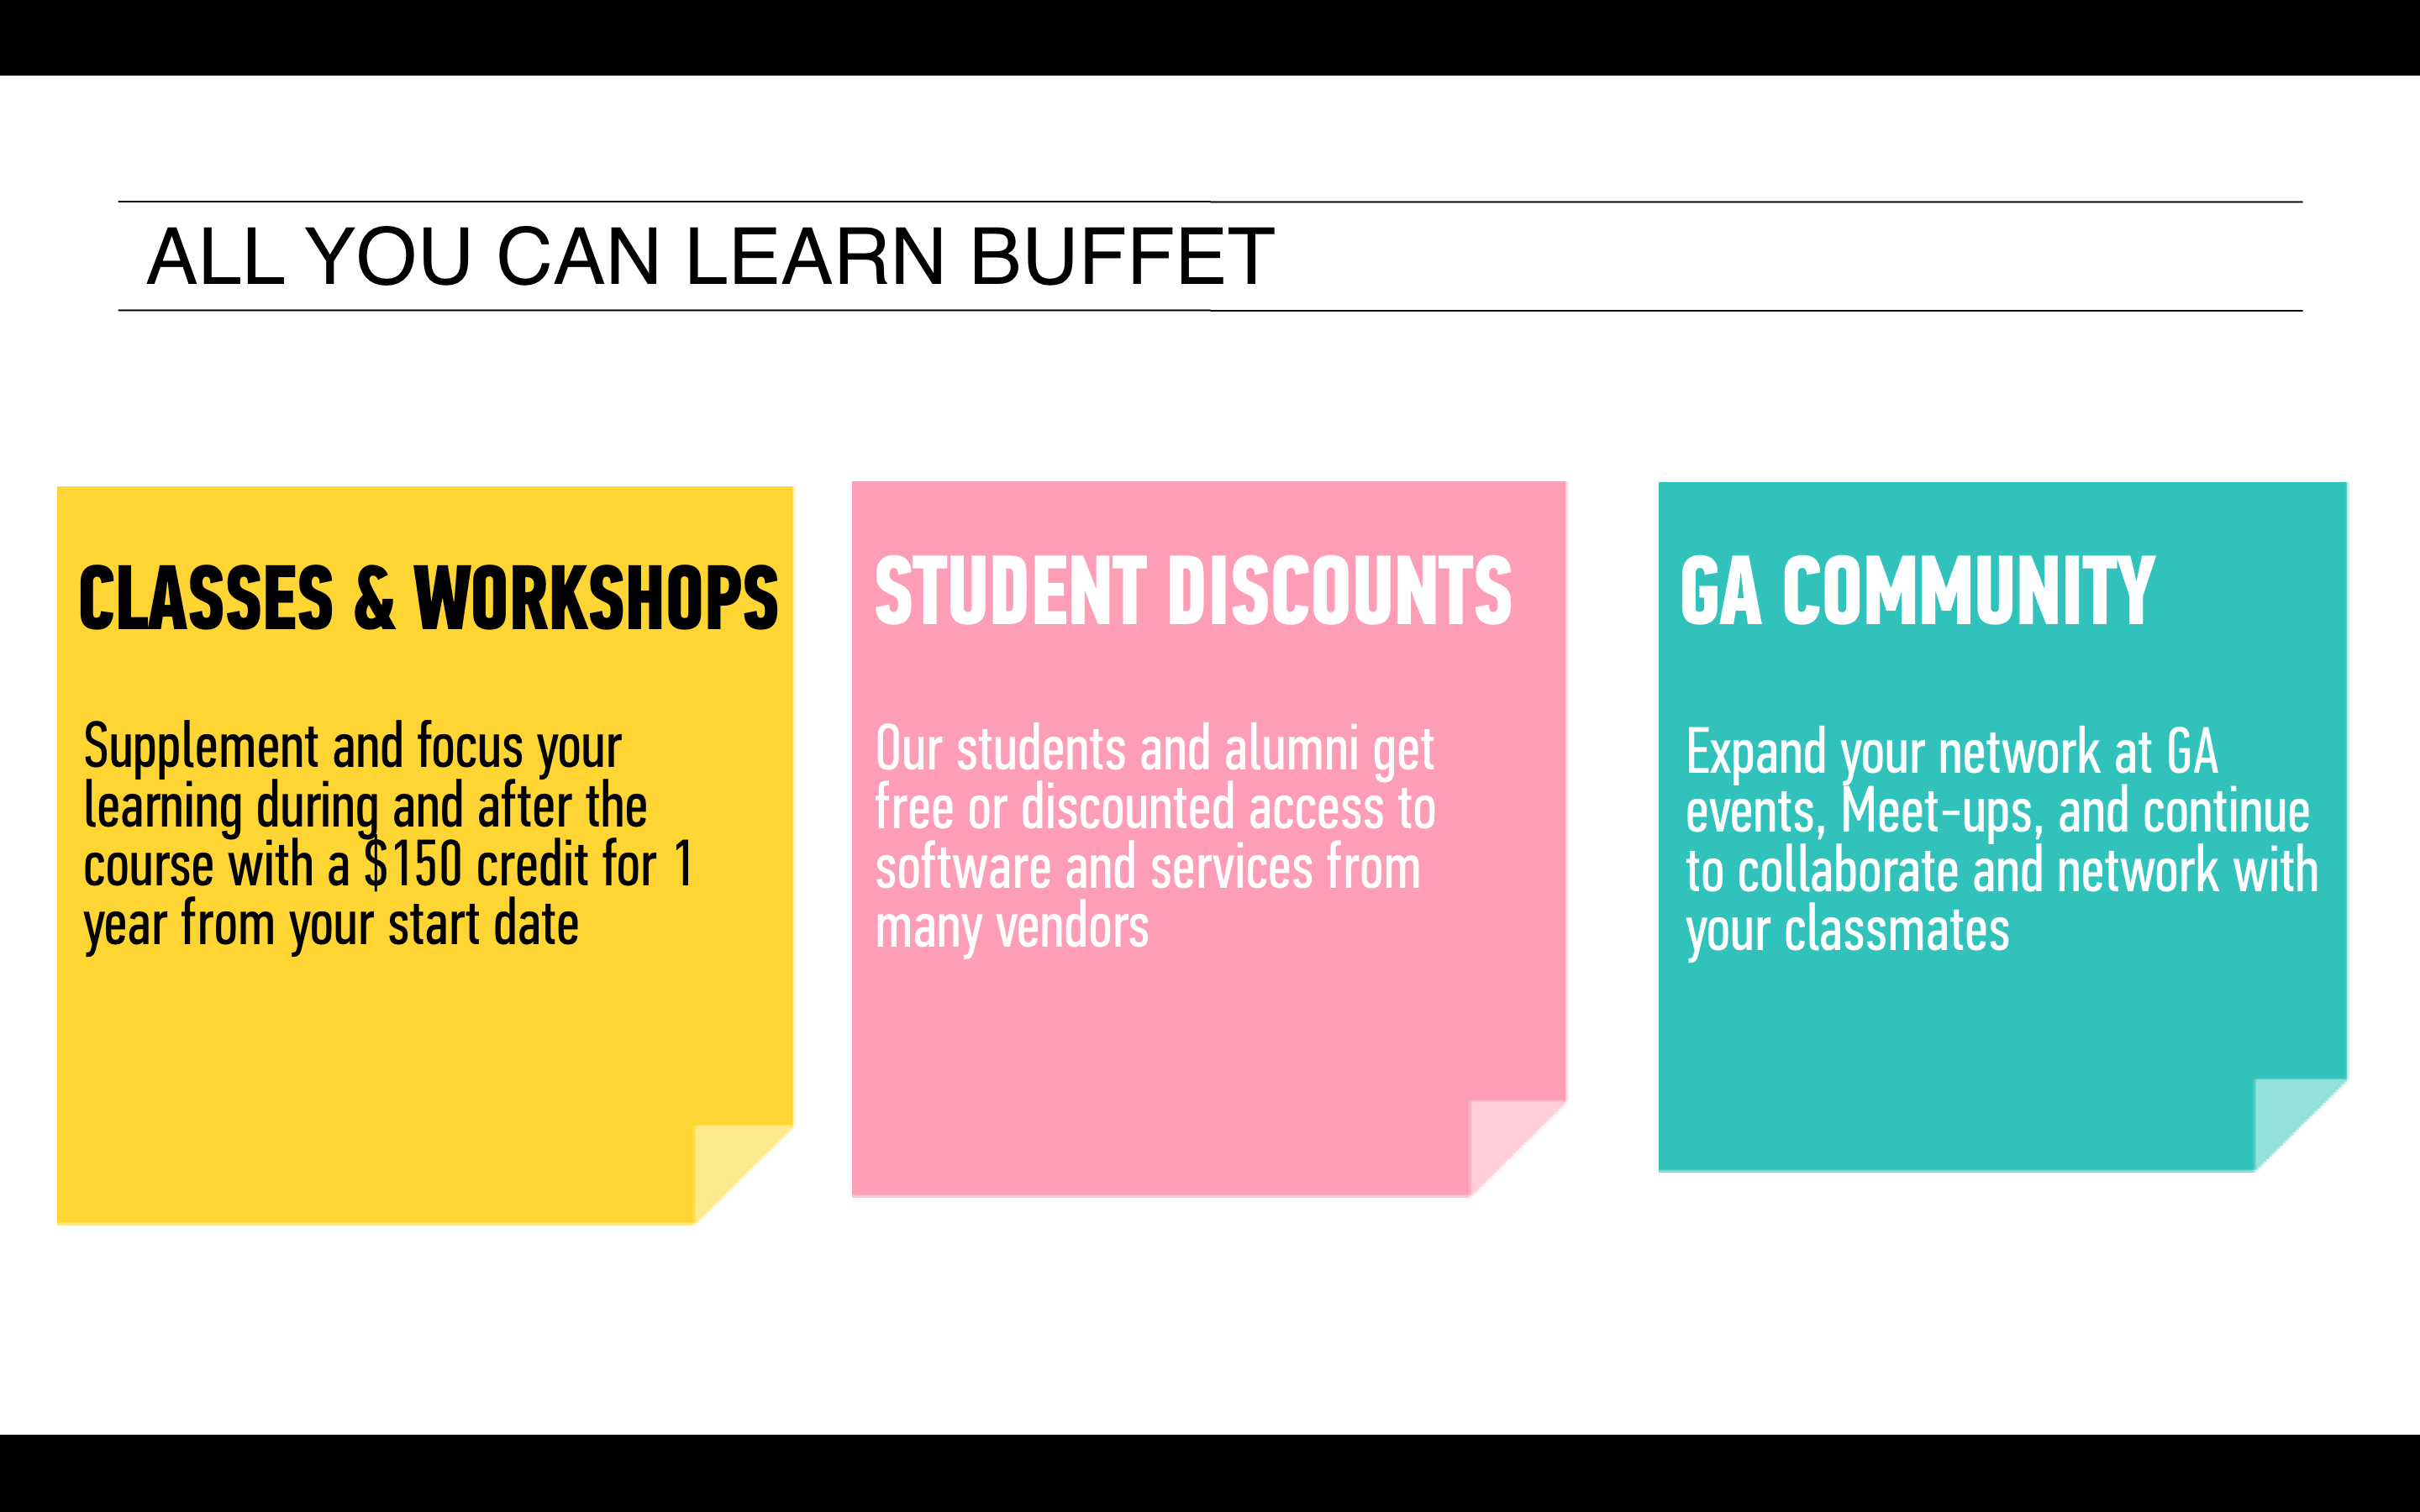 ALL YOU CAN LEARN BUFFET
CLASSES & WORKSHOPS
Supplement and focus your
learning during and after the
course with a $150 credit for 1
year from your start date
STUDENT DISCOUNTS
Our students and alumni get
free or discounted access to
software and services from
many vendors
GA COMMUNITY
Expand your network at GA
events, Meet-ups, and continue
to collaborate and network with
your classmates